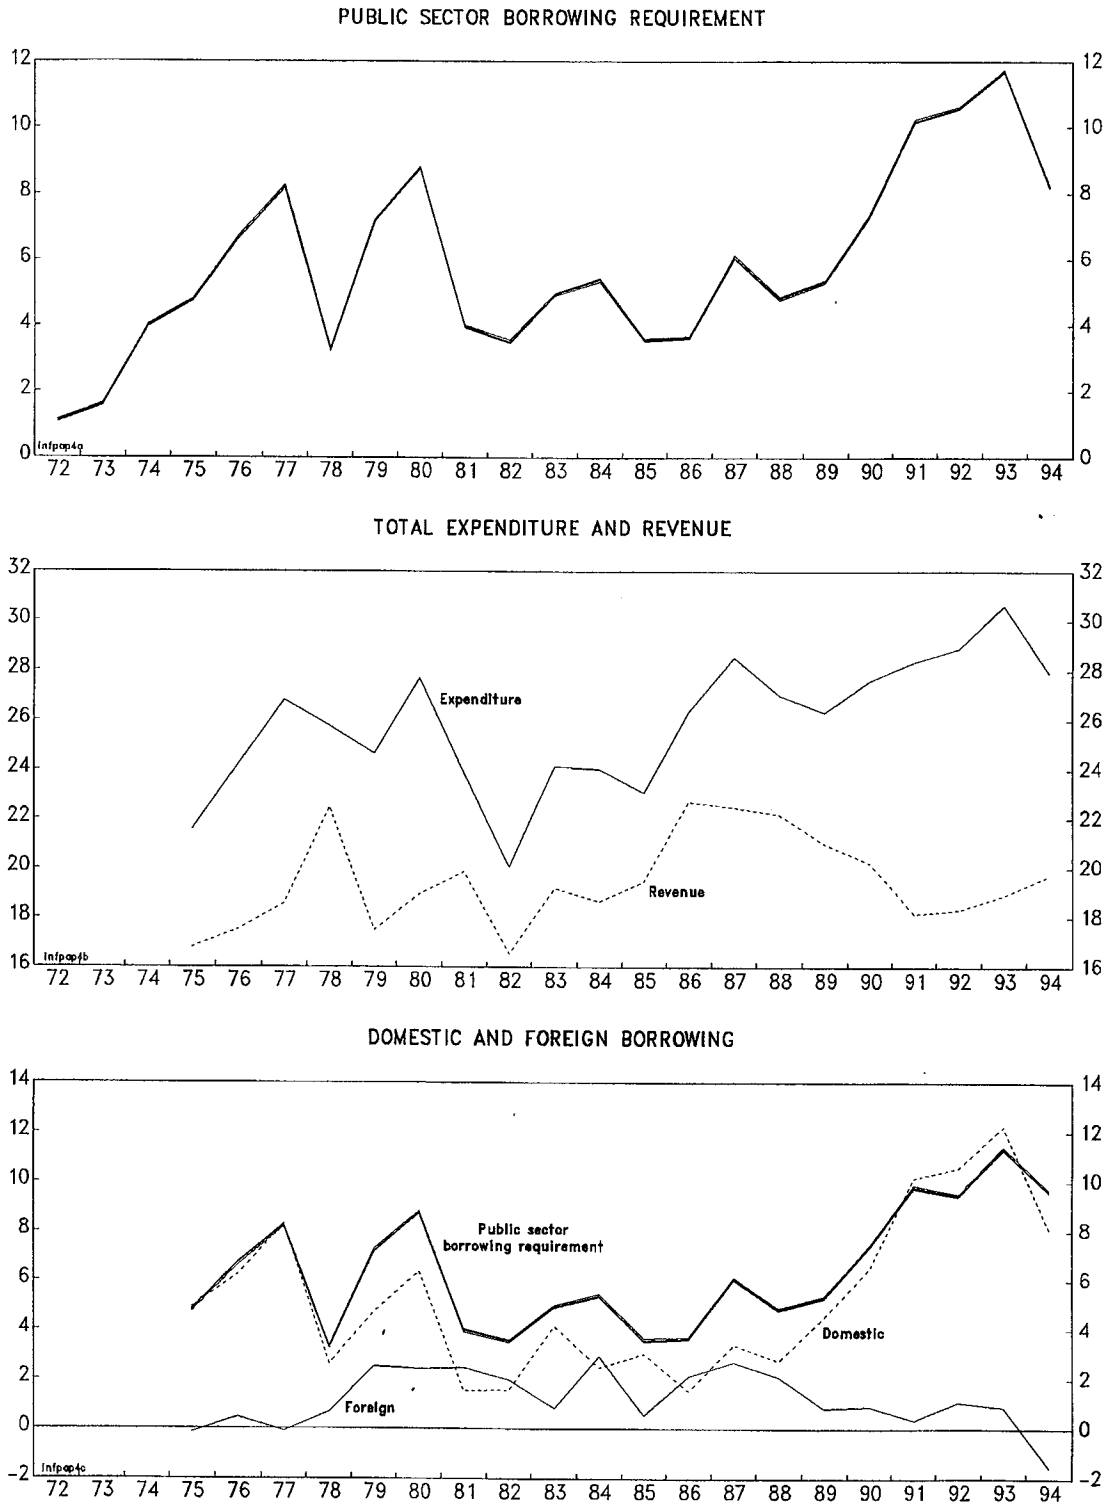 PUBLIC SECTOR BORROWING REQUIREMENT
12 12
10 10
8 8
6 6
4 4
2 2
0 0
infpap4a
72 73 74 75 76 77 78 79 80 81 82 83 84 85 86 87 88 89 90 91 92 93 94
TOTAL EXPENDITURE AND REVENUE
32 32
30 30
28 28
Expenditure
26 26
24 24
22 22
20 20
Revenue
18 18
infpap4b
16 16
72 73 74 75 76 77 78 79 80 81 82 83 84 85 86 87 88 89 90 91 92 93 94
DOMESTIC AND FOREIGN BORROWING
14 14
12 12
10 10
8 8
Public sector
borrowing requirement
6 6
4 4
Domestic
2 2
Foreign
0 0
infpap4c
-2 -2
72 73 74 75 76 77 78 79 80 81 82 83 84 85 86 87 88 89 90 91 92 93 94